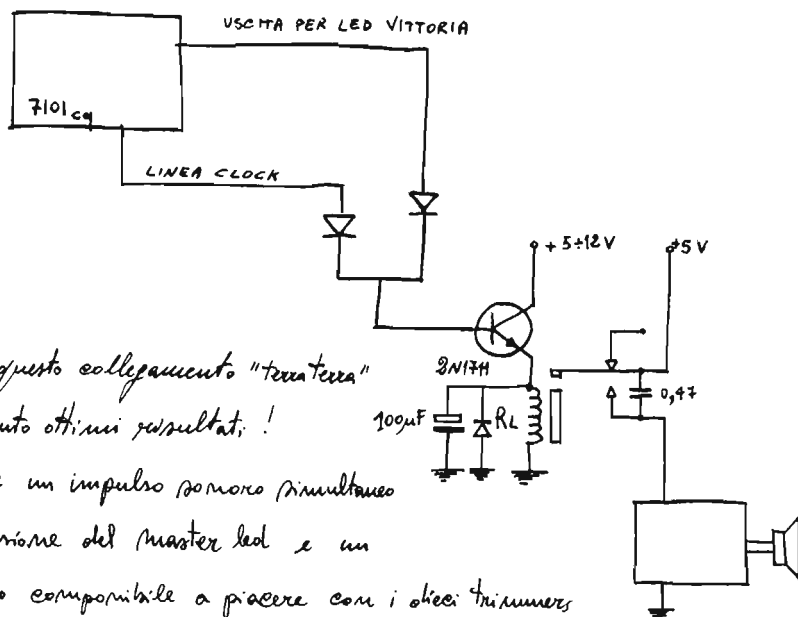 USCITA PER LED VITTORIA
7101
LINEA CLOCK
+ 5÷12 V
+5V
2N1711
100µF
RL
0,47
questo collegamento "terra terra"
ottimi risultati !
un impulso sonoro simultaneo
del master led e un
componibile a piacere con i dieci trimmers